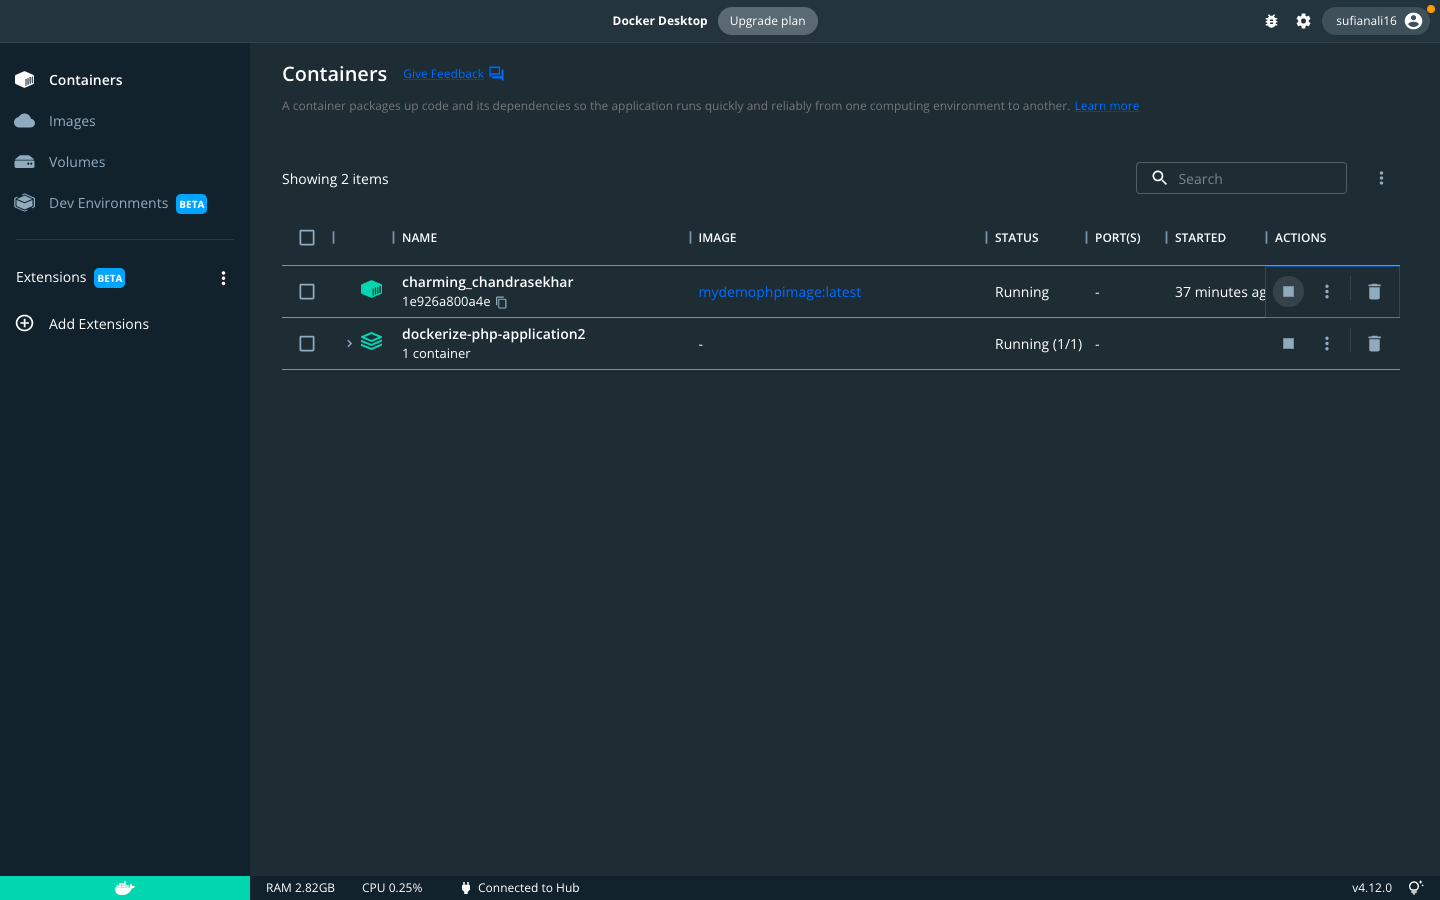 Docker Desktop Upgrade plan sufianali16
Containers
Images
Volumes
Dev Environments BETA
Extensions BETA
Add Extensions
Containers Give Feedback
A container packages up code and its dependencies so the application runs quickly and reliably from one computing environment to another. Learn more
Showing 2 items Search
NAME IMAGE STATUS PORT(S) STARTED ACTIONS
charming_chandrasekhar
1e926a800a4e mydemophpimage:latest Running - 37 minutes ag
dockerize-php-application2
1 container - Running (1/1) -
RAM 2.82GB CPU 0.25% Connected to Hub v4.12.0